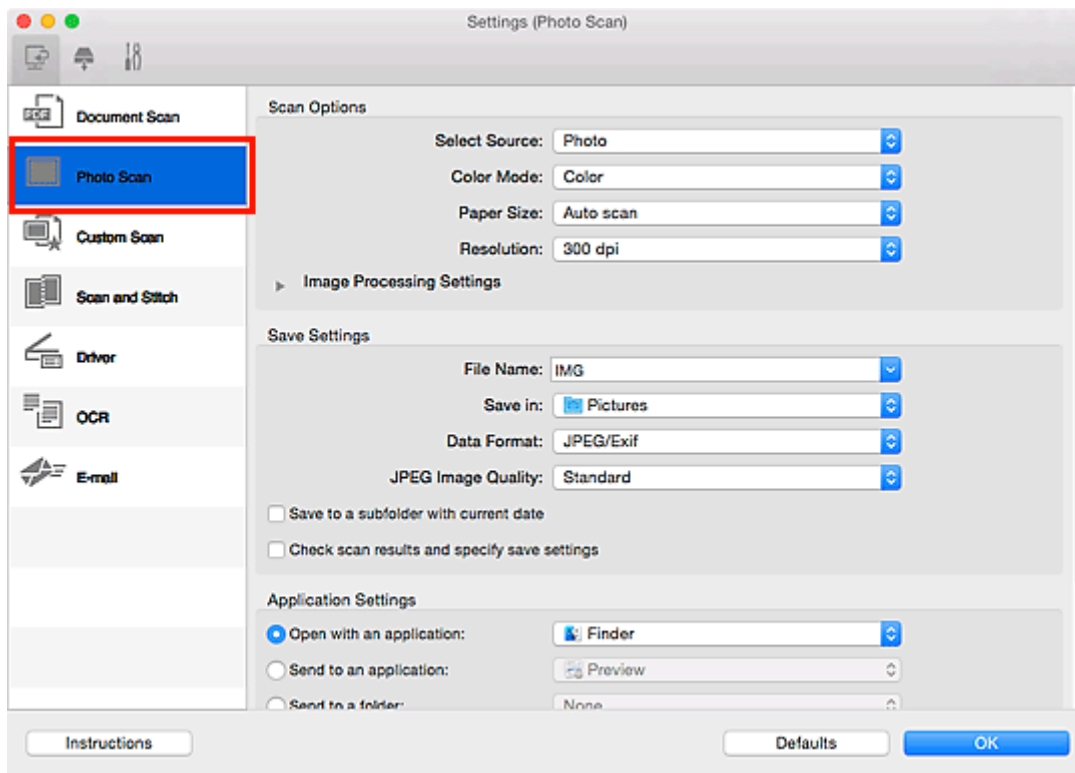 Settings (Photo Scan)
Document Scan
Photo Scan
Custom Scan
Scan and Stitch
Driver
OCR
E-mail
Scan Options
Select Source: Photo
Color Mode: Color
Paper Size: Auto scan
Resolution: 300 dpi
Image Processing Settings
Save Settings
File Name: IMG
Save in: Pictures
Data Format: JPEG/Exif
JPEG Image Quality: Standard
Save to a subfolder with current date
Check scan results and specify save settings
Application Settings
Open with an application: Finder
Send to an application: Preview
Send to a folder: None
Instructions Defaults OK